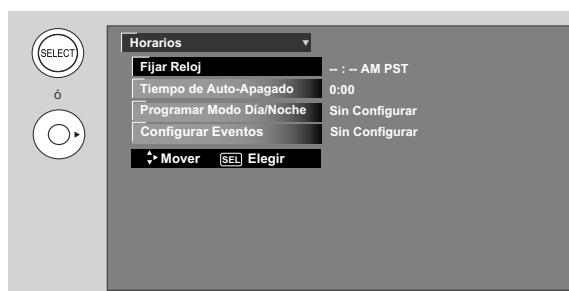 SELECT
ó
Horarios
Fijar Reloj -- : -- AM PST
Tiempo de Auto-Apagado 0:00
Programar Modo Día/Noche Sin Configurar
Configurar Eventos Sin Configurar
Mover SEL Elegir